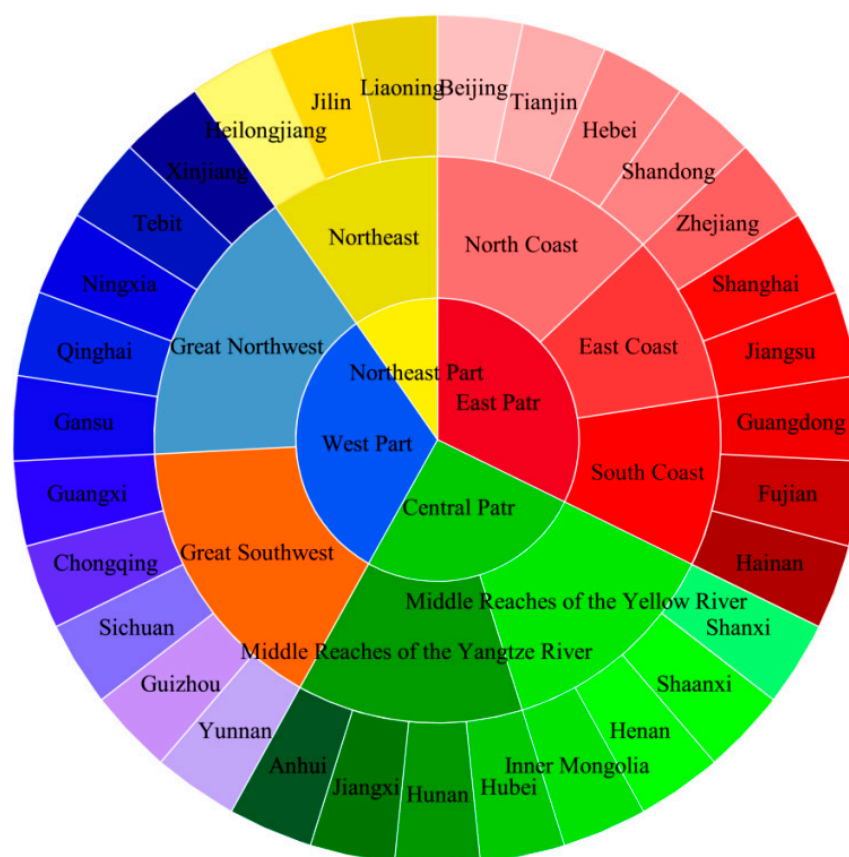 Liaoning
Beijing
Jilin
Tianjin
Heilongjiang
Hebei
Xinjiang
Shandong
Tebit
Zhejiang
Northeast
North Coast
Ningxia
Shanghai
Qinghai
Great Northwest
East Coast
Jiangsu
Northeast Part
East Patr
Gansu
West Part
Guangdong
South Coast
Guangxi
Fujian
Central Patr
Chongqing
Great Southwest
Hainan
Middle Reaches of the Yellow River
Sichuan
Shanxi
Middle Reaches of the Yangtze River
Guizhou
Shaanxi
Yunnan
Henan
Anhui
Inner Mongolia
Jiangxi
Hunan
Hubei